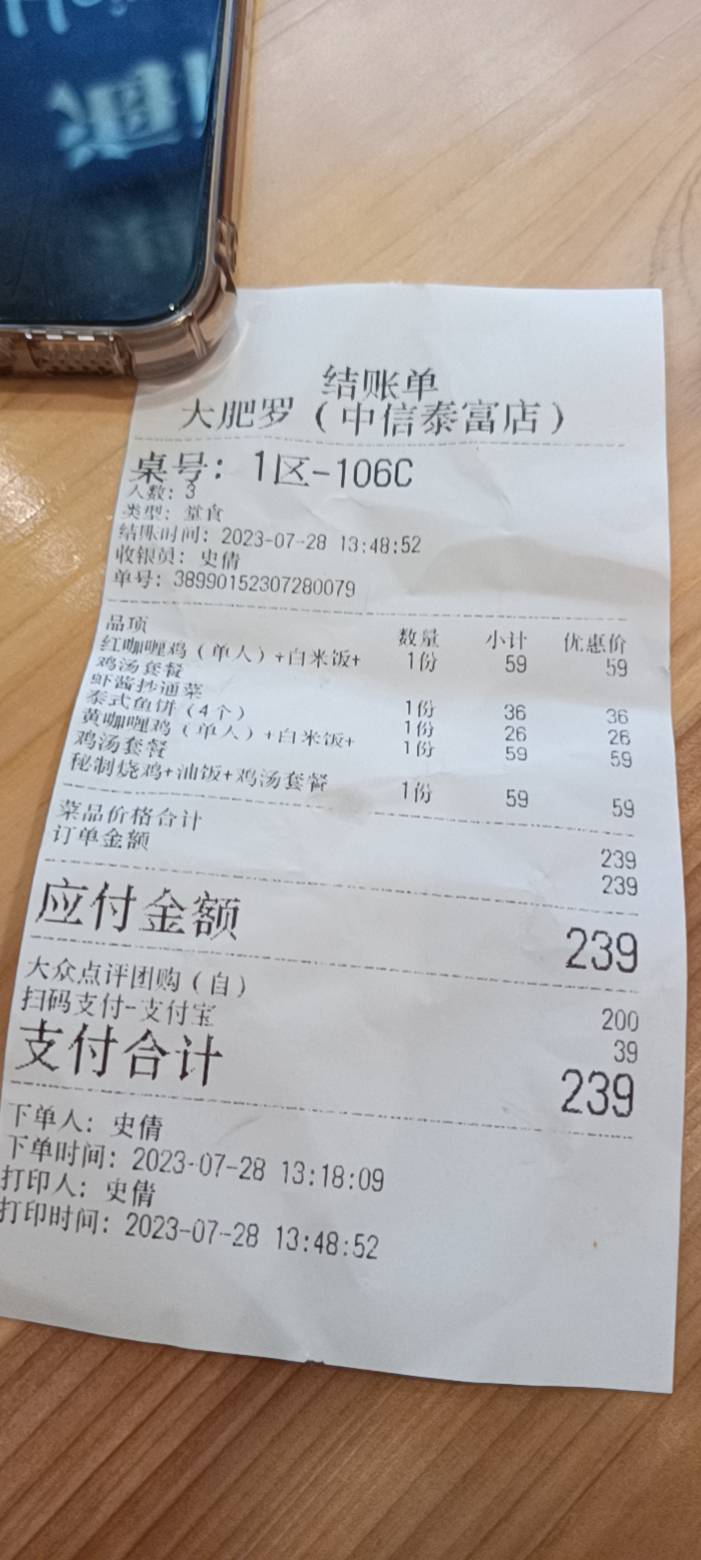 结账单
大肥罗（中信泰富店）
桌号: 1区-106C
人数: 3
类型: 堂食
结账时间: 2023-07-28 13:48:52
收银员: 史倩
单号: 38990152307280079
品项 数量 小计 优惠价
红咖喱鸡（单人）+白米饭+ 1份 59 59
鸡汤套餐
虾酱抄通菜 1份 36 36
泰式鱼饼（4个） 1份 26 26
黄咖喱鸡（单人）+白米饭+ 1份 59 59
鸡汤套餐
秘制烧鸡+油饭+鸡汤套餐 1份 59 59
菜品价格合计 239
订单金额 239
应付金额 239
大众点评团购（自） 200
扫码支付-支付宝 39
支付合计 239
下单人: 史倩
下单时间: 2023-07-28 13:18:09
打印人: 史倩
打印时间: 2023-07-28 13:48:52